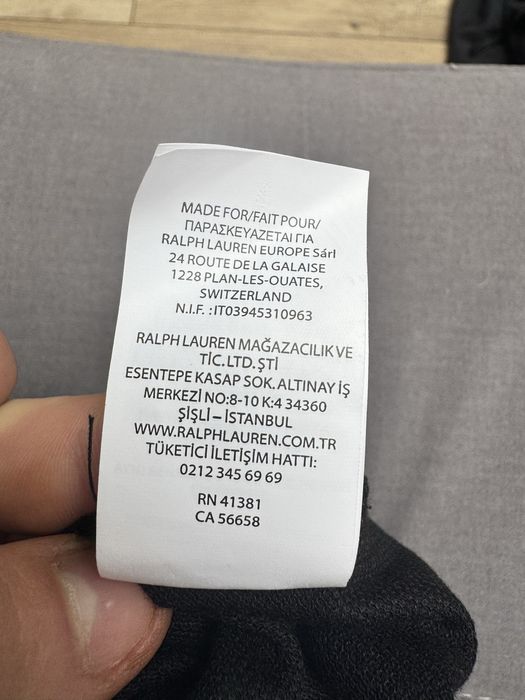 MADE FOR/FAIT POUR/
ΠΑΡΑΣΚΕΥΑΖΕΤΑΙ ΓΙΑ
RALPH LAUREN EUROPE Sárl
24 ROUTE DE LA GALAISE
1228 PLAN-LES-OUATES,
SWITZERLAND
N.I.F. :IT03945310963
RALPH LAUREN MAĞAZACILIK VE
TİC.LTD.ŞTİ
ESENTEPE KASAP SOK. ALTINAY İŞ
MERKEZİ NO:8-10 K:4 34360
ŞİŞLİ – İSTANBUL
WWW.RALPHLAUREN.COM.TR
TÜKETİCİ İLETİŞİM HATTI:
0212 345 69 69
RN 41381
CA 56658